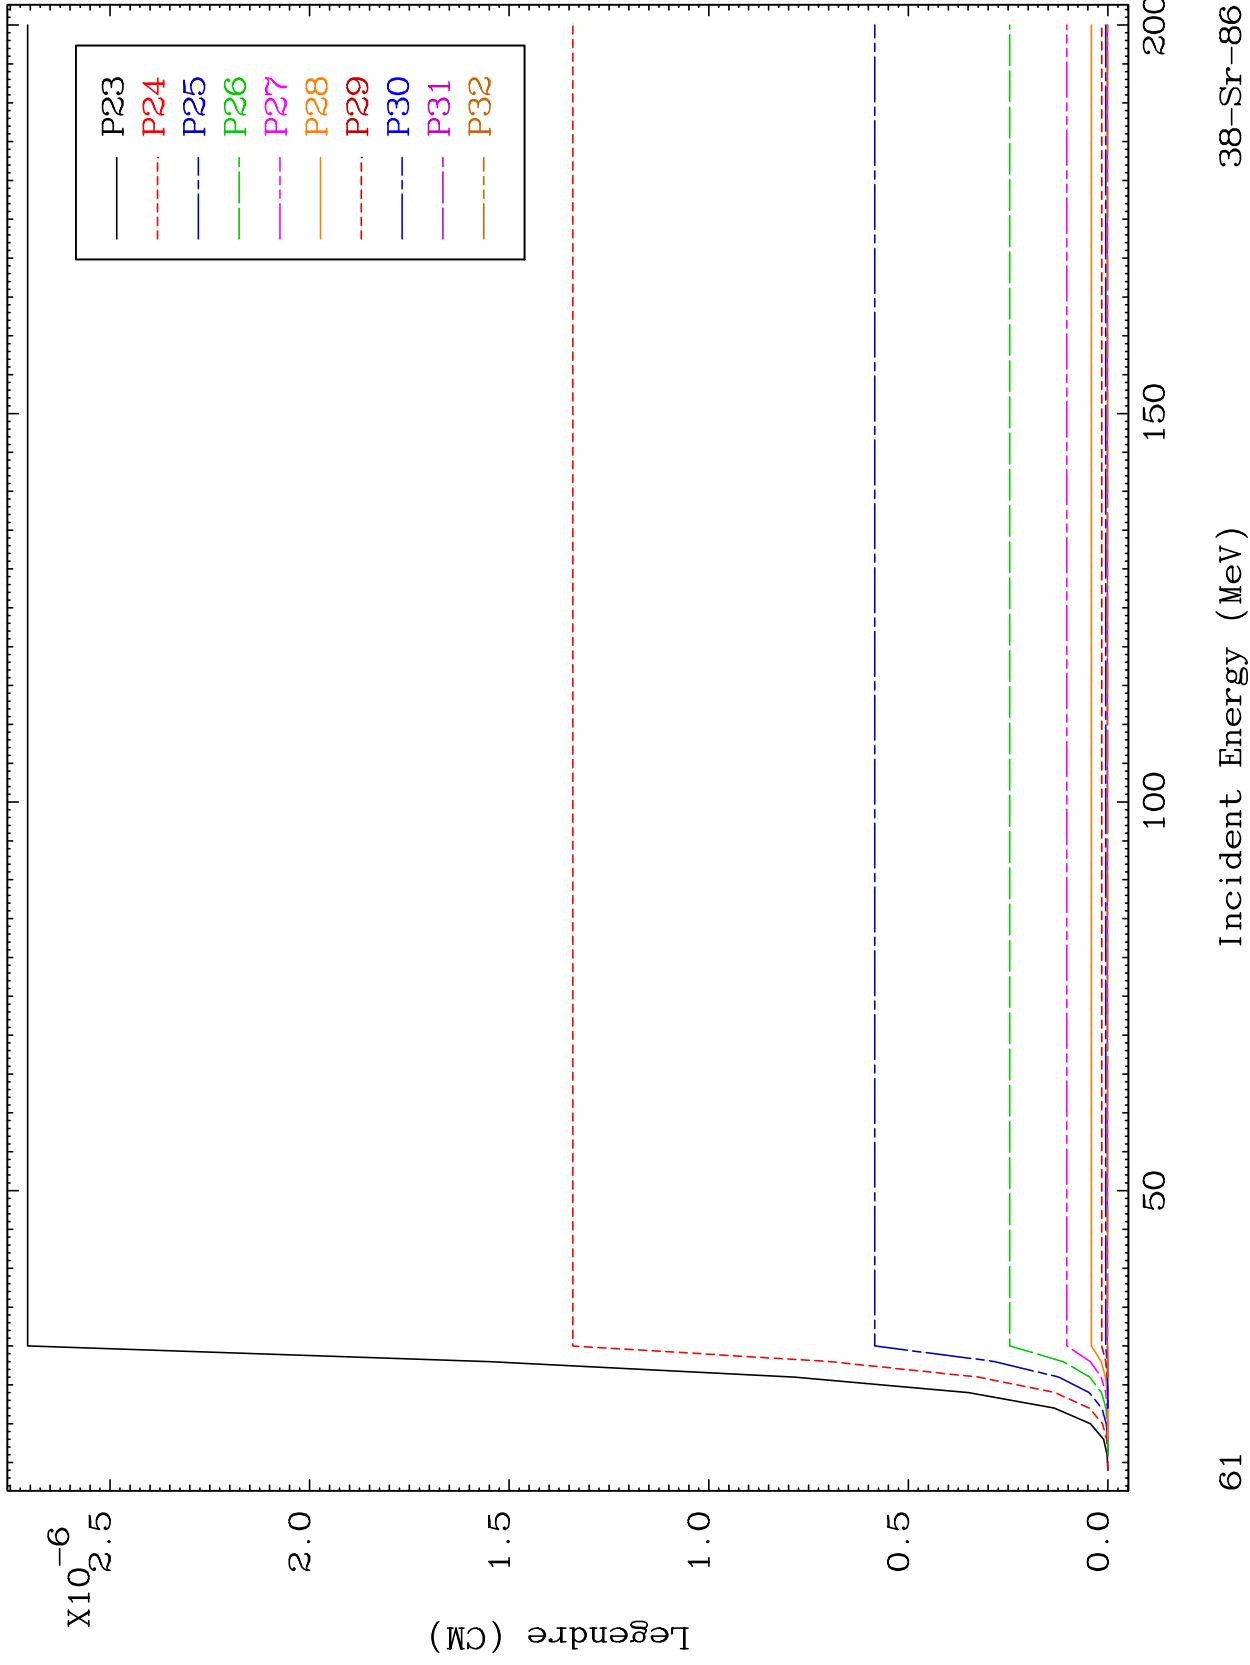 X10-6
2.5
2.0
1.5
1.0
0.5
0.0
Legendre (CM)
P23
P24
P25
P26
P27
P28
P29
P30
P31
P32
50
100
150
200
Incident Energy (MeV)
61
38-Sr-86